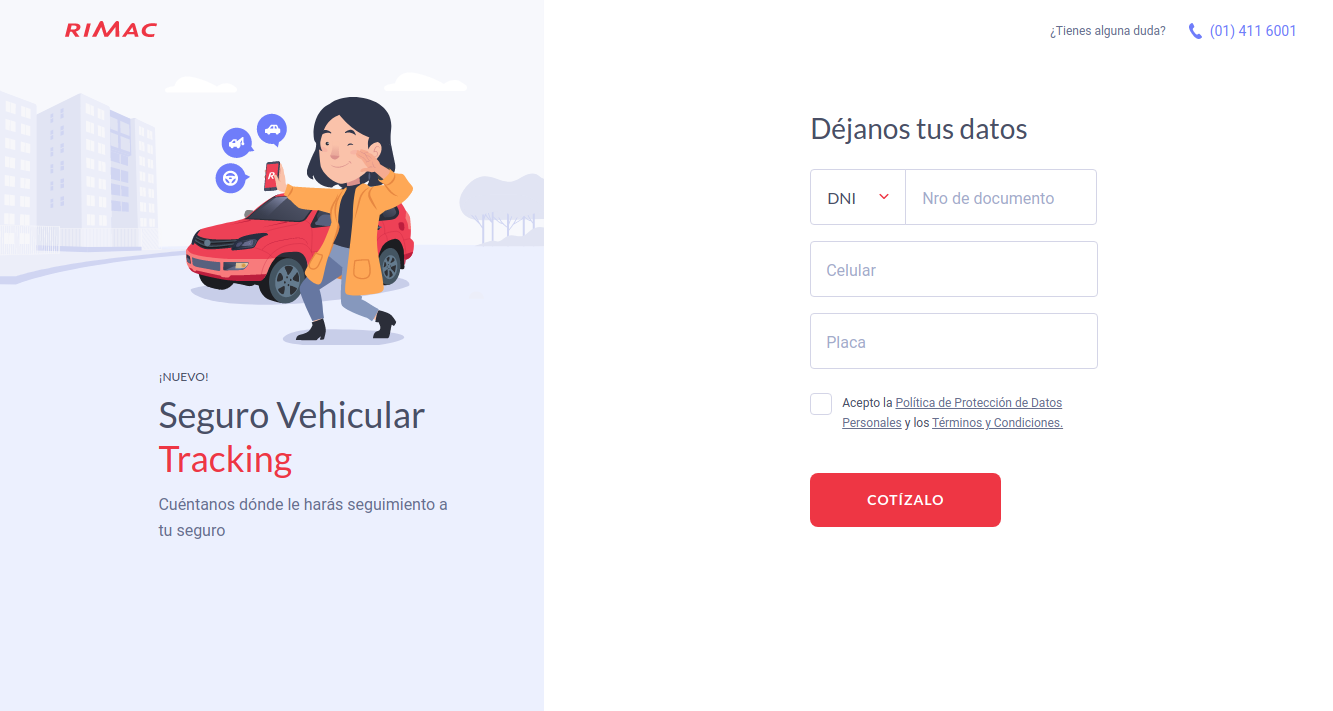 RIMAC
¿Tienes alguna duda?
(01) 411 6001
R
¡NUEVO!
Seguro Vehicular
Tracking
Cuéntanos dónde le harás seguimiento a
tu seguro
Déjanos tus datos
DNI
Nro de documento
Celular
Placa
Acepto la Política de Protección de Datos
Personales y los Términos y Condiciones.
COTÍZALO